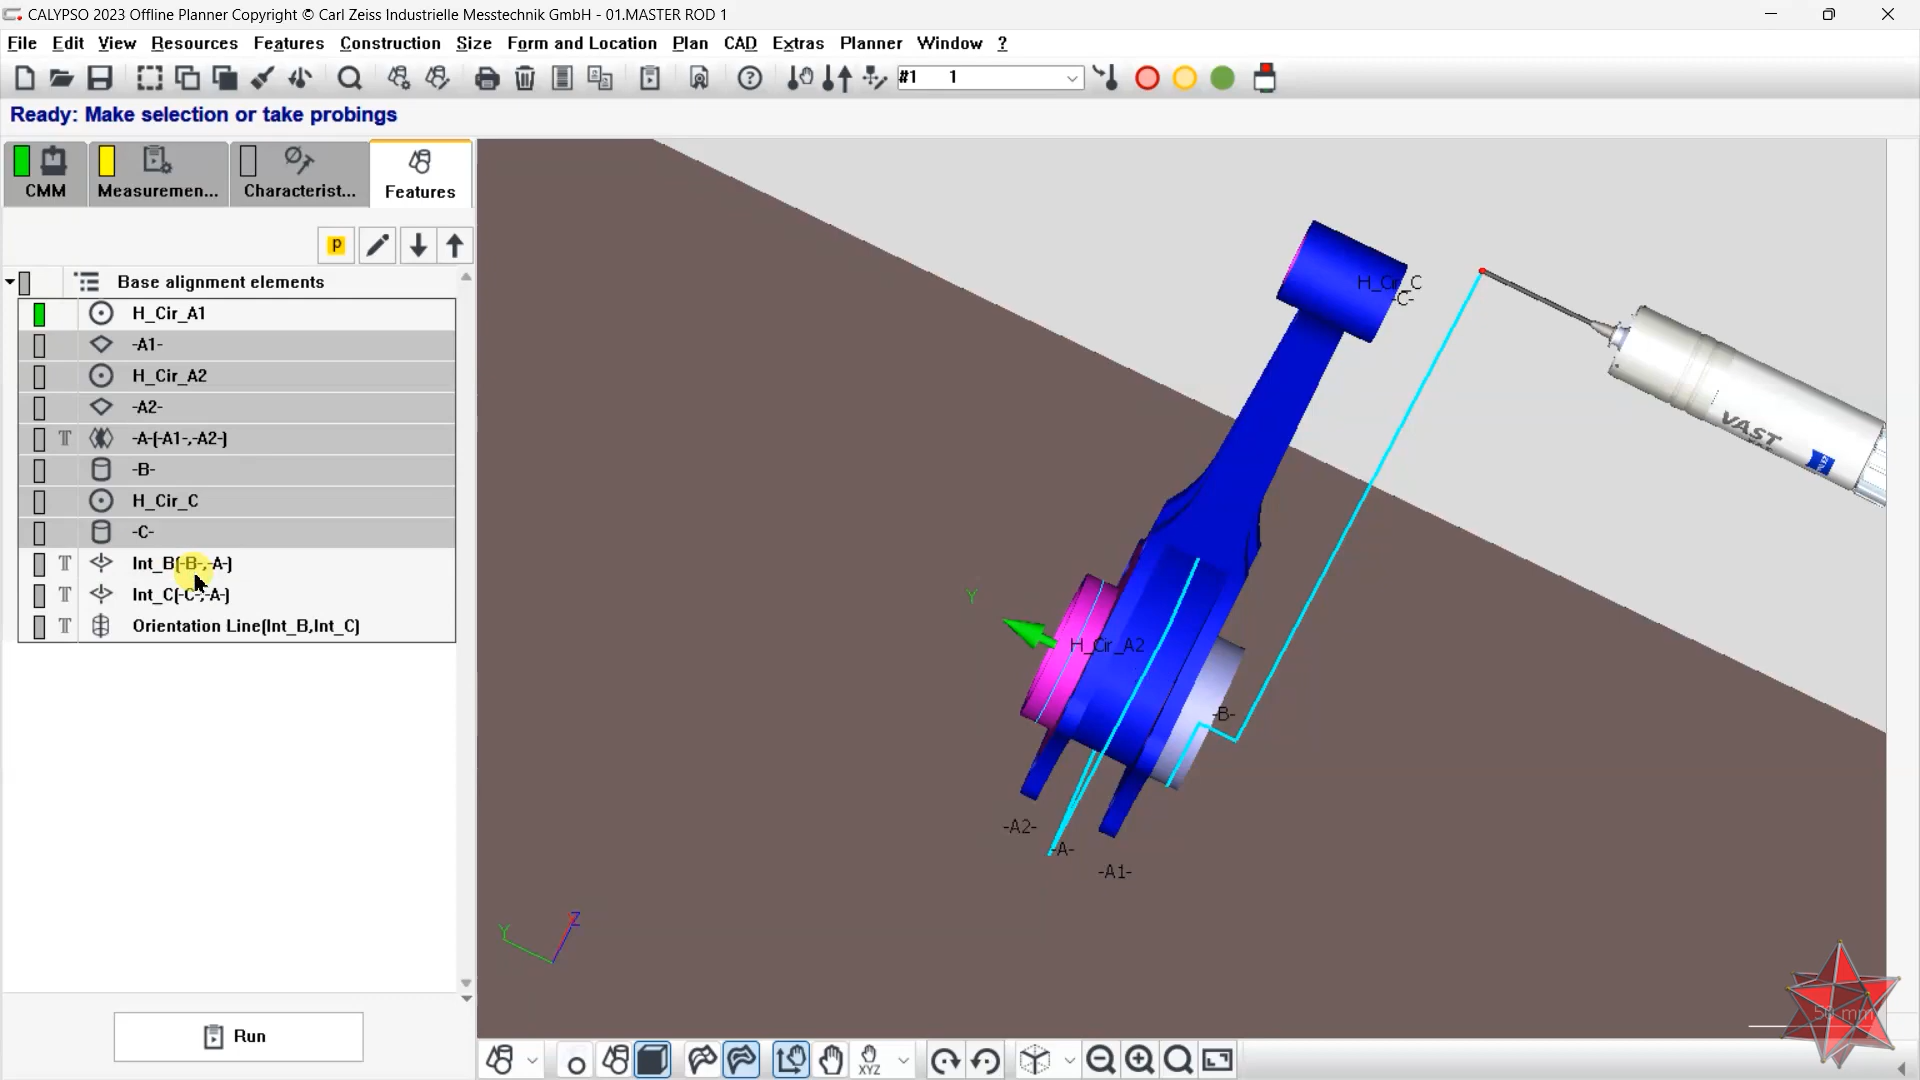 CALYPSO 2023 Offline Planner Copyright © Carl Zeiss Industrielle Messtechnik GmbH - 01.MASTER ROD 1
File Edit View Resources Features Construction Size Form and Location Plan CAD Extras Planner Window ?
#1 1
Ready: Make selection or take probings
CMM Measuremen... Characterist... Features
P
Base alignment elements
H_Cir_A1
-A1-
H_Cir_A2
-A2-
-A-(-A1-,-A2-)
-B-
H_Cir_C
-C-
Int_B(-B-,-A-)
Int_C(-C-,-A-)
Orientation Line(Int_B,Int_C)
Run
H_Cir_C
-C-
VAST
ZEISS
Y
H_Cir_A2
-B-
-A2-
-A-
-A1-
Y
Z
50 mm
XYZ